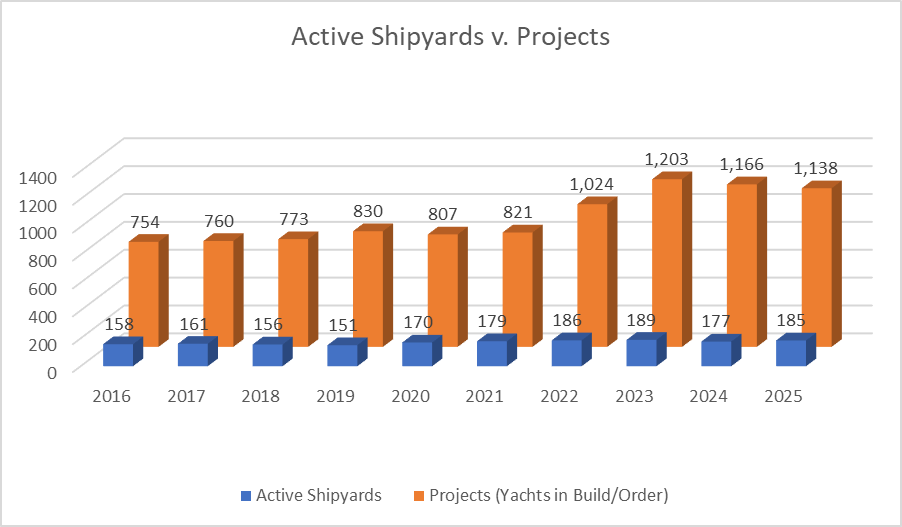 Active Shipyards v. Projects
1400
1200
1000
800
600
400
200
0
754 760 773 830 807 821 1,024 1,203 1,166 1,138
158 161 156 151 170 179 186 189 177 185
2016 2017 2018 2019 2020 2021 2022 2023 2024 2025
Active Shipyards Projects (Yachts in Build/Order)